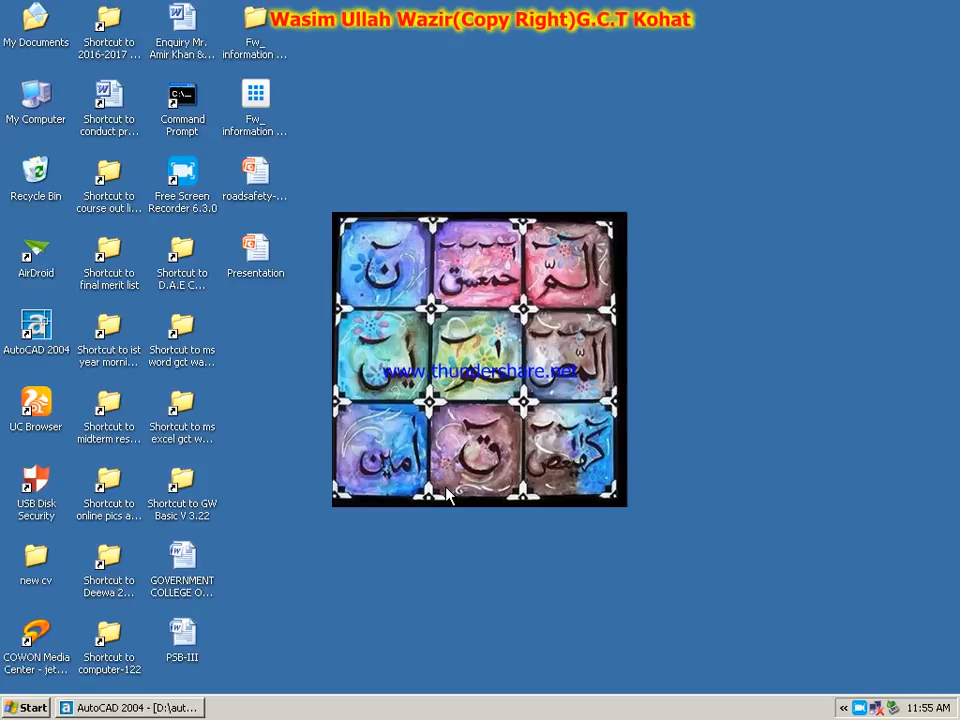 Wasim Ullah Wazir(Copy Right)G.C.T Kohat
My Documents
Shortcut to
2016-2017 ...
Enquiry Mr.
Amir Khan &...
Fw_
information ...
My Computer
Shortcut to
conduct pr...
Command
Prompt
Fw_
information ...
Recycle Bin
Shortcut to
course out li...
Free Screen
Recorder 6.3.0
roadsafety-...
AirDroid
Shortcut to
final merit list
Shortcut to
D.A.E C...
Presentation
AutoCAD 2004
Shortcut to ist
year morni...
Shortcut to ms
word gct wa...
UC Browser
Shortcut to
midterm res...
Shortcut to ms
excel gct w...
USB Disk
Security
Shortcut to
online pics a...
Shortcut to GW
Basic V 3.22
new cv
Shortcut to
Deewa 2...
GOVERNMENT
COLLEGE O...
COWON Media
Center - jet...
Shortcut to
computer-122
PSB-III
الٓمّٓ
حٰمٓعٓسٓقٓ
نٓ
الٓمّٓصٓ
www.thundershare.net
كٓهٰيٰعٓصٓ
قٓ
اٰمين
Start
AutoCAD 2004 - [D:\aut...
11:55 AM